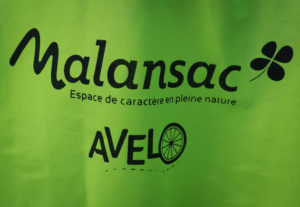 Malansac
Espace de caractère en pleine nature
AVELO